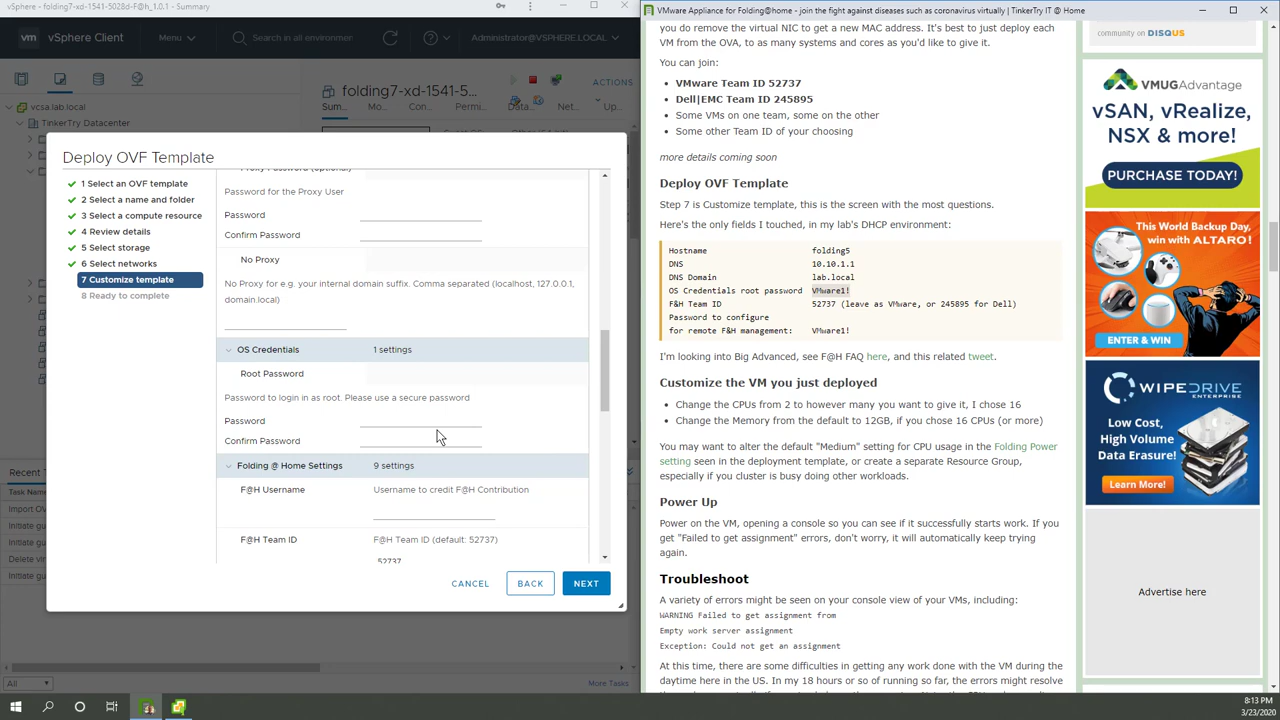 vSphere - folding7-xd-1541-5028d-F@h_1.0.1 - Summary
vm vSphere Client Menu Search in all environmen Administrator@VSPHERE.LOCAL
vcsa.lab.local
TinkerTry Datacenter
folding7-xd-1541-5...
ACTIONS
Sum... Mo... Con... Permi... Data... Net...
Deploy OVF Template
1 Select an OVF template
2 Select a name and folder
3 Select a compute resource
4 Review details
5 Select storage
6 Select networks
7 Customize template
8 Ready to complete
Proxy Password (optional)
Password for the Proxy User
Password
Confirm Password
No Proxy
No Proxy for e.g. your internal domain suffix. Comma separated (localhost, 127.0.0.1,
domain.local)
OS Credentials 1 settings
Root Password
Password to login in as root. Please use a secure password
Password
Confirm Password
Folding @ Home Settings 9 settings
F@H Username Username to credit F@H Contribution
F@H Team ID F@H Team ID (default: 52737)
52737
CANCEL BACK NEXT
Recent T
Task Name
Import OV
Initiate gu
Initiate gu
Delete vir
Initiate gu
All
More Tasks
VMware Appliance for Folding@home - join the fight against diseases such as coronavirus virtually | TinkerTry IT @ Home
you do remove the virtual NIC to get a new MAC address. It's best to just deploy each
VM from the OVA, to as many systems and cores as you'd like to give it.
You can join:
VMware Team ID 52737
Dell|EMC Team ID 245895
Some VMs on one team, some on the other
Some other Team ID of your choosing
more details coming soon
Deploy OVF Template
Step 7 is Customize template, this is the screen with the most questions.
Here's the only fields I touched, in my lab's DHCP environment:
Hostname folding5
DNS 10.10.1.1
DNS Domain lab.local
OS Credentials root password VMware1!
F&H Team ID 52737 (leave as VMware, or 245895 for Dell)
Password to configure
for remote F&H management: VMware1!
I'm looking into Big Advanced, see F@H FAQ here, and this related tweet.
Customize the VM you just deployed
Change the CPUs from 2 to however many you want to give it, I chose 16
Change the Memory from the default to 12GB, if you chose 16 CPUs (or more)
You may want to alter the default "Medium" setting for CPU usage in the Folding Power
setting seen in the deployment template, or create a separate Resource Group,
especially if you cluster is busy doing other workloads.
Power Up
Power on the VM, opening a console so you can see if it successfully starts work. If you
get "Failed to get assignment" errors, don't worry, it will automatically keep trying
again.
Troubleshoot
A variety of errors might be seen on your console view of your VMs, including:
WARNING Failed to get assignment from
Empty work server assignment
Exception: Could not get an assignment
At this time, there are some difficulties in getting any work done with the VM during the
daytime here in the US. In my 18 hours or so of running so far, the errors might resolve
community on DISQUS
VMUG Advantage
vSAN, vRealize,
NSX & more!
PURCHASE TODAY!
This World Backup Day,
win with ALTARO!
ENTER & WIN
WIPEDRIVE
ENTERPRISE
Low Cost,
High Volume
Data Erasure!
Learn More!
Advertise here
8:13 PM
3/23/2020